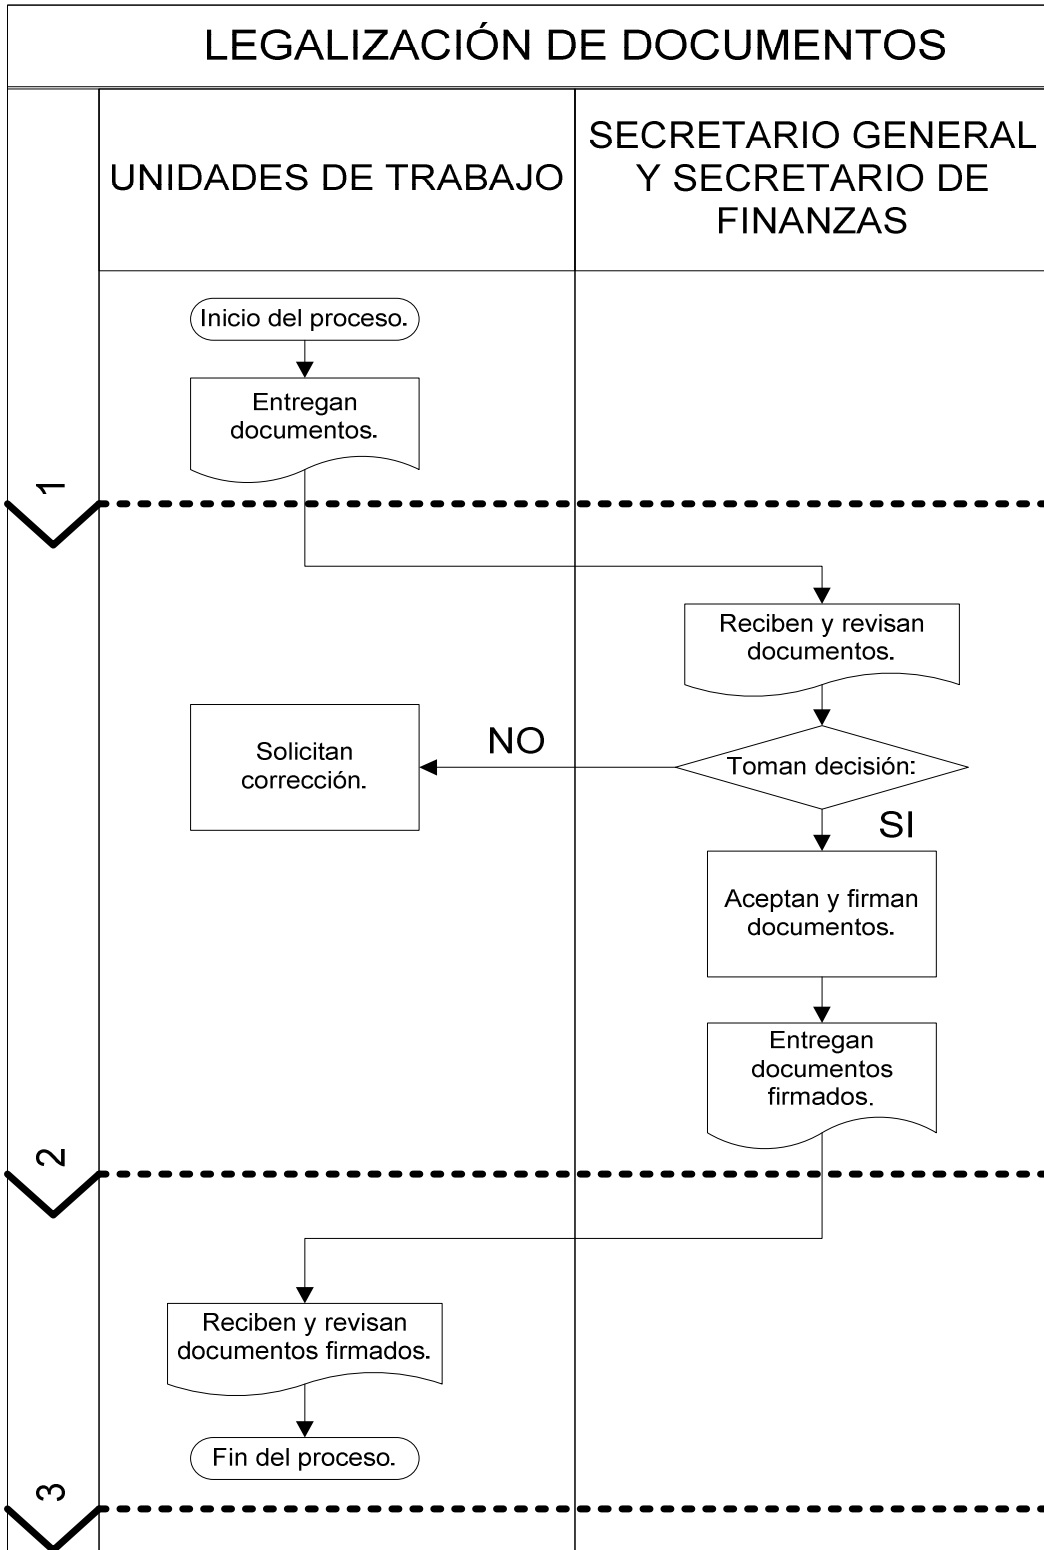 LEGALIZACIÓN DE DOCUMENTOS
UNIDADES DE TRABAJO
SECRETARIO GENERAL
Y SECRETARIO DE
FINANZAS
Inicio del proceso.
Entregan
documentos.
1
Reciben y revisan
documentos.
Toman decisión:
NO
Solicitan
corrección.
SI
Aceptan y firman
documentos.
Entregan
documentos
firmados.
2
Reciben y revisan
documentos firmados.
Fin del proceso.
3